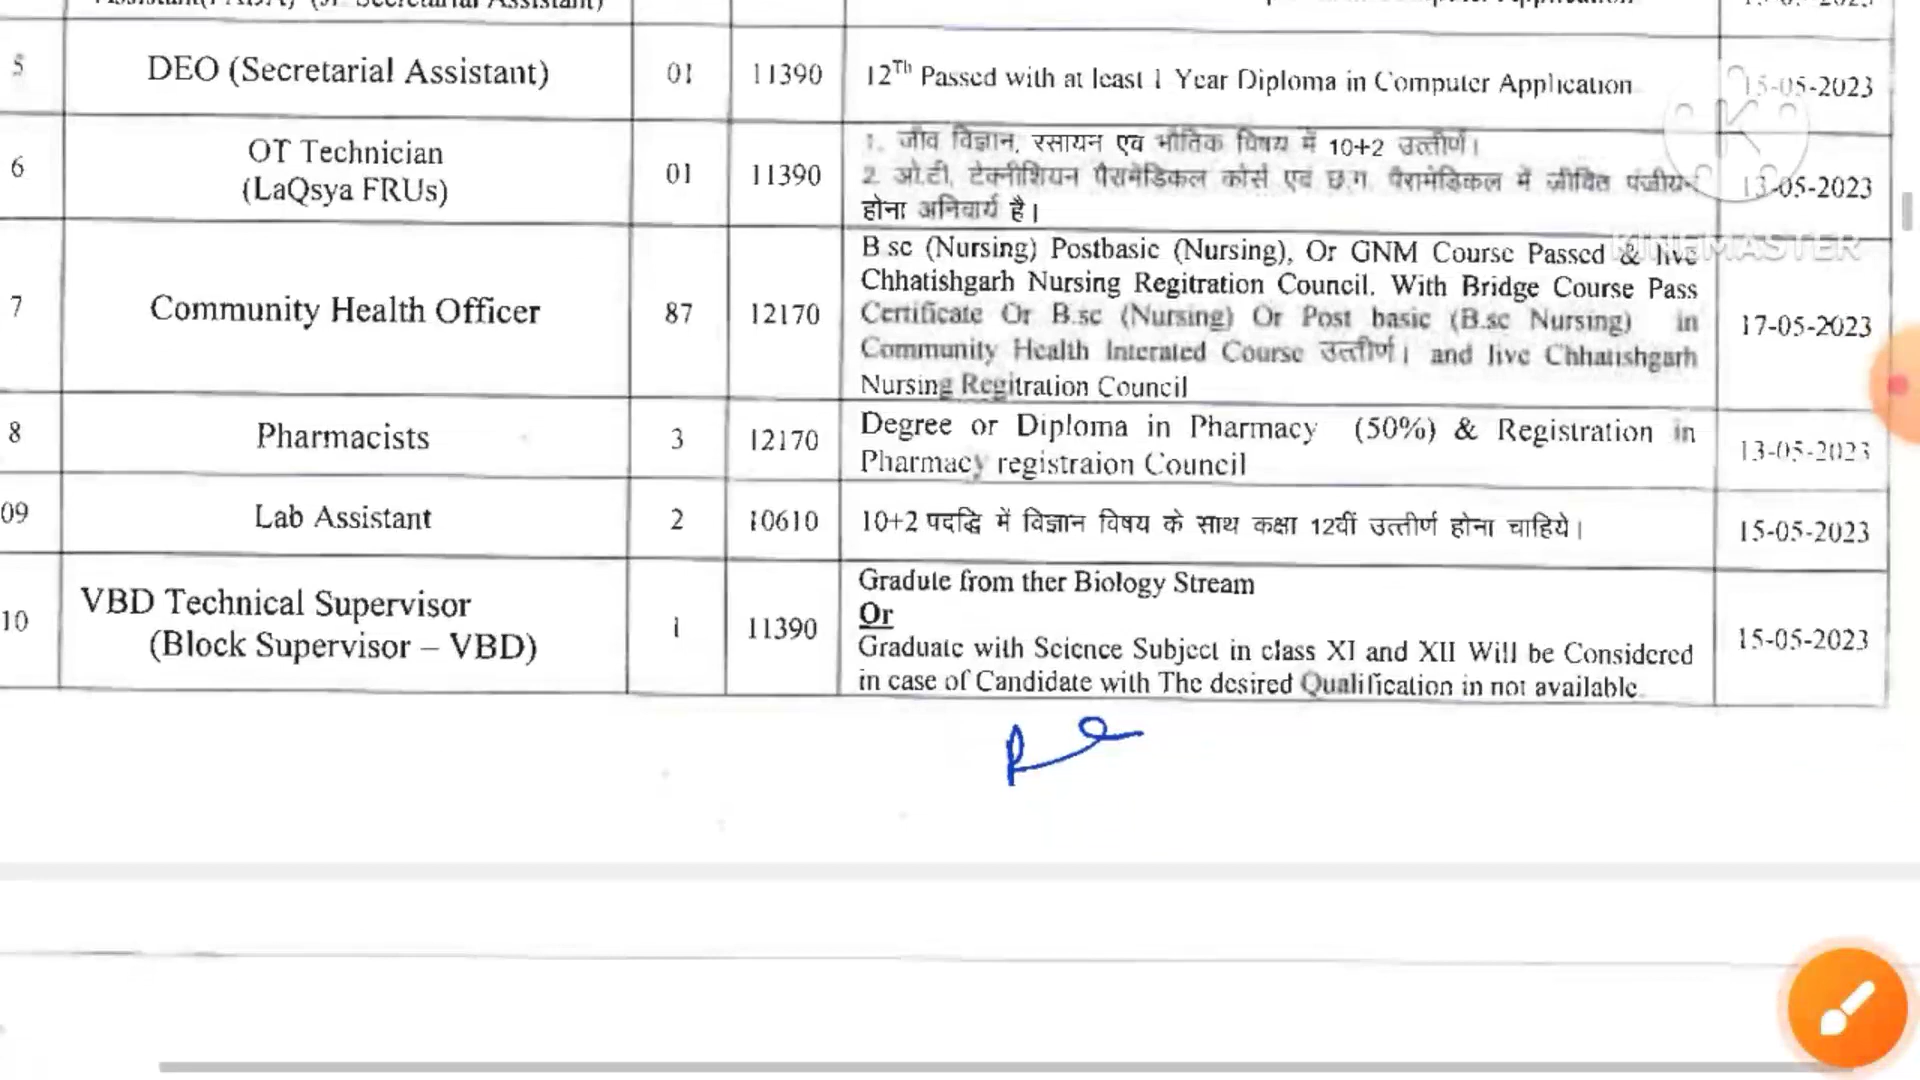 5 DEO (Secretarial Assistant) 01 11390 12Th Passed with at least 1 Year Diploma in Computer Application 15-05-2023
6 OT Technician (LaQsya FRUs) 01 11390 13-05-2023
1. जीव विज्ञान, रसायन एव भौतिक विषय में 10+2 उत्तीर्ण।
2. ओ.टी. टेक्नीशियन पैरामेडिकल कोर्स एवं छ.ग. पैरामेडिकल में जीवित पंजीयन
होना अनिवार्य है।
7 Community Health Officer 87 12170 17-05-2023
B sc (Nursing) Postbasic (Nursing), Or GNM Course Passed & live
Chhatishgarh Nursing Regitration Council. With Bridge Course Pass
Certificate Or B.sc (Nursing) Or Post basic (B.sc Nursing) in
Community Health Interated Course उत्तीर्ण। and live Chhatishgarh
Nursing Regitration Council
8 Pharmacists 3 12170 13-05-2023
Degree or Diploma in Pharmacy (50%) & Registration in
Pharmacy registraion Council
09 Lab Assistant 2 10610 10+2 पदद्धि में विज्ञान विषय के साथ कक्षा 12वीं उत्तीर्ण होना चाहिये। 15-05-2023
10 VBD Technical Supervisor (Block Supervisor – VBD) 1 11390 15-05-2023
Gradute from ther Biology Stream
Or
Graduate with Science Subject in class XI and XII Will be Considered
in case of Candidate with The desired Qualification in not available.
KINEMASTER